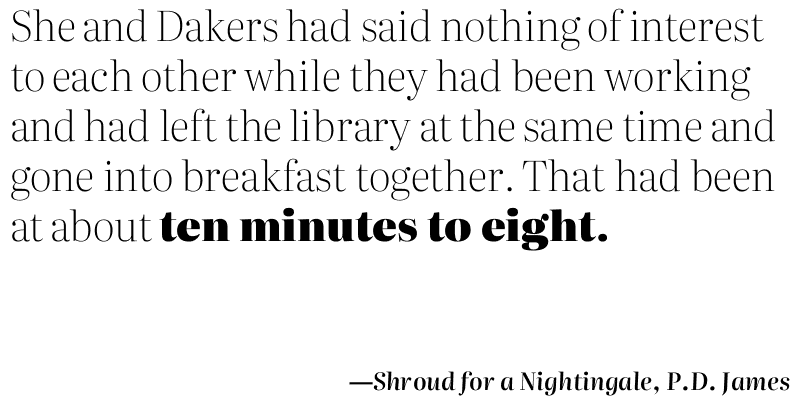 She and Dakers had said nothing of interest
to each other while they had been working
and had left the library at the same time and
gone into breakfast together. That had been
at about ten minutes to eight.
—Shroud for a Nightingale, P.D. James